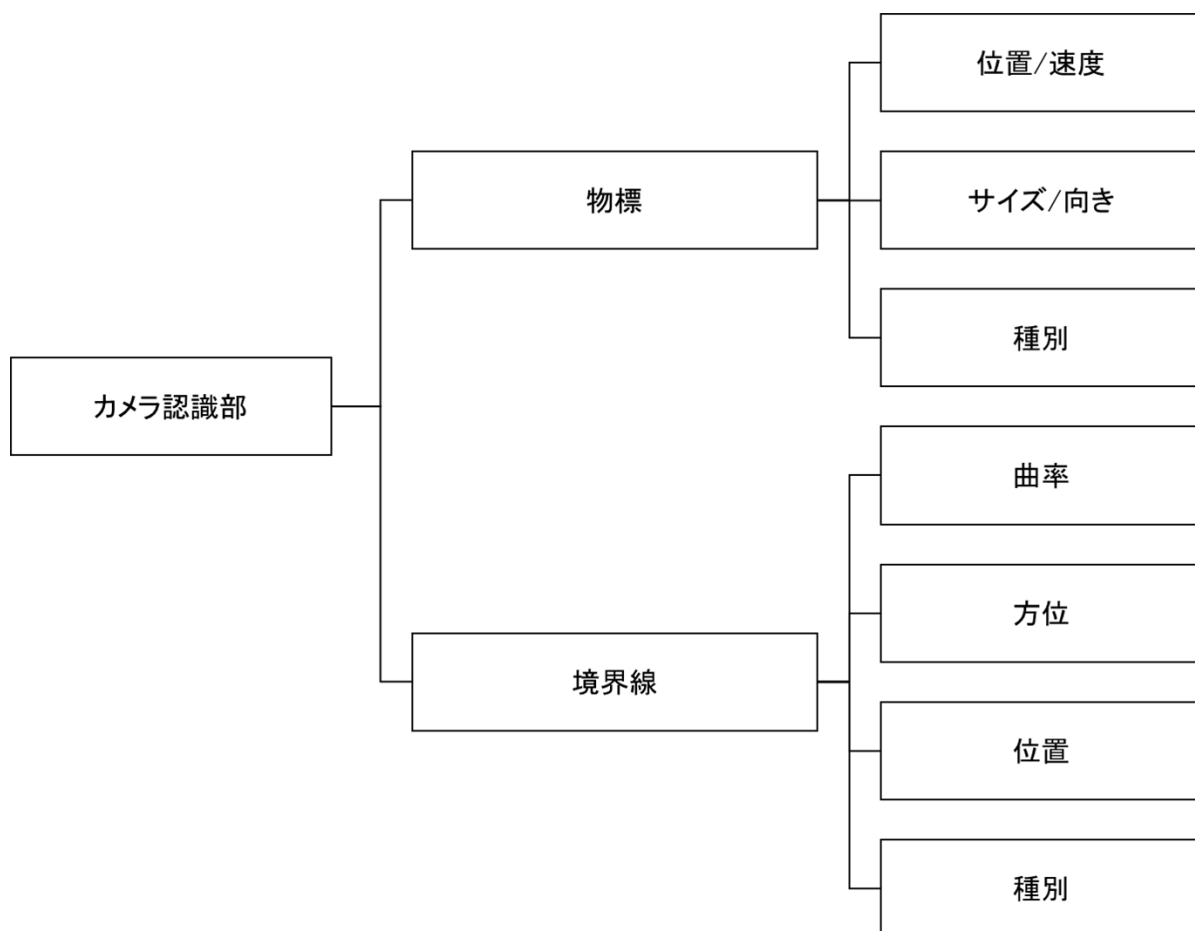 カメラ認識部
物標
位置/速度
サイズ/向き
種別
境界線
曲率
方位
位置
種別